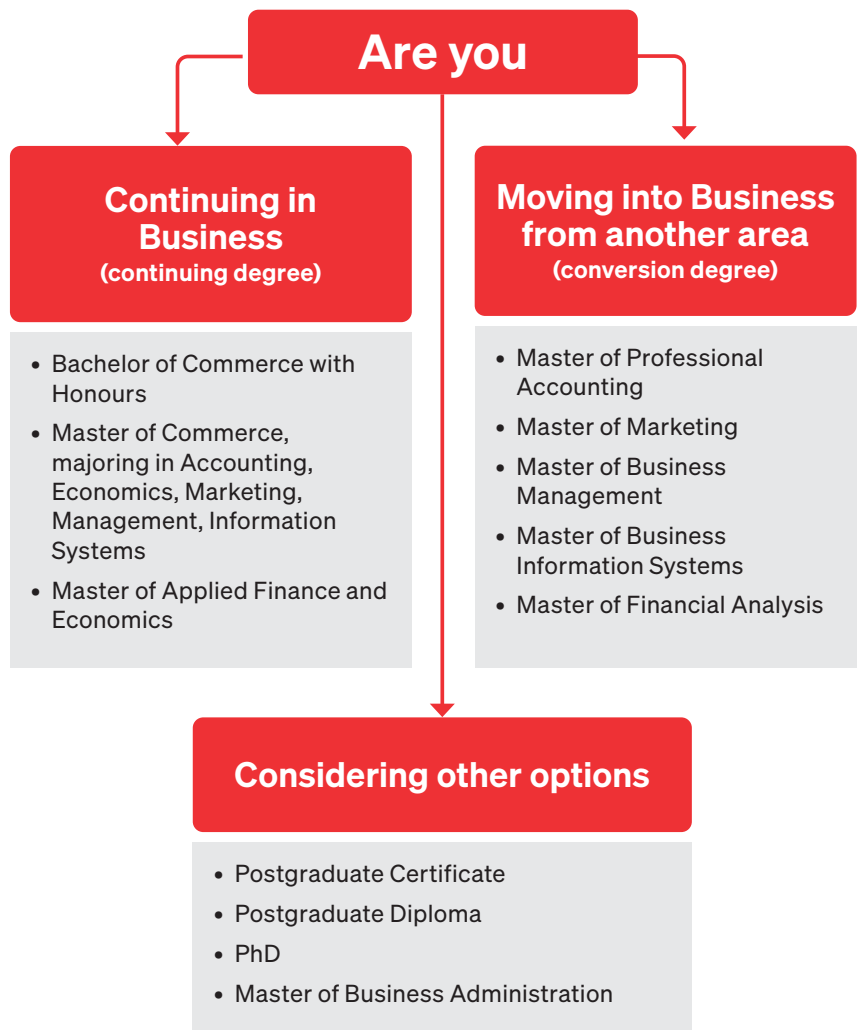 Are you
Continuing in
Business
(continuing degree)
• Bachelor of Commerce with
Honours
• Master of Commerce,
majoring in Accounting,
Economics, Marketing,
Management, Information
Systems
• Master of Applied Finance and
Economics
Moving into Business
from another area
(conversion degree)
• Master of Professional
Accounting
• Master of Marketing
• Master of Business
Management
• Master of Business
Information Systems
• Master of Financial Analysis
Considering other options
• Postgraduate Certificate
• Postgraduate Diploma
• PhD
• Master of Business Administration